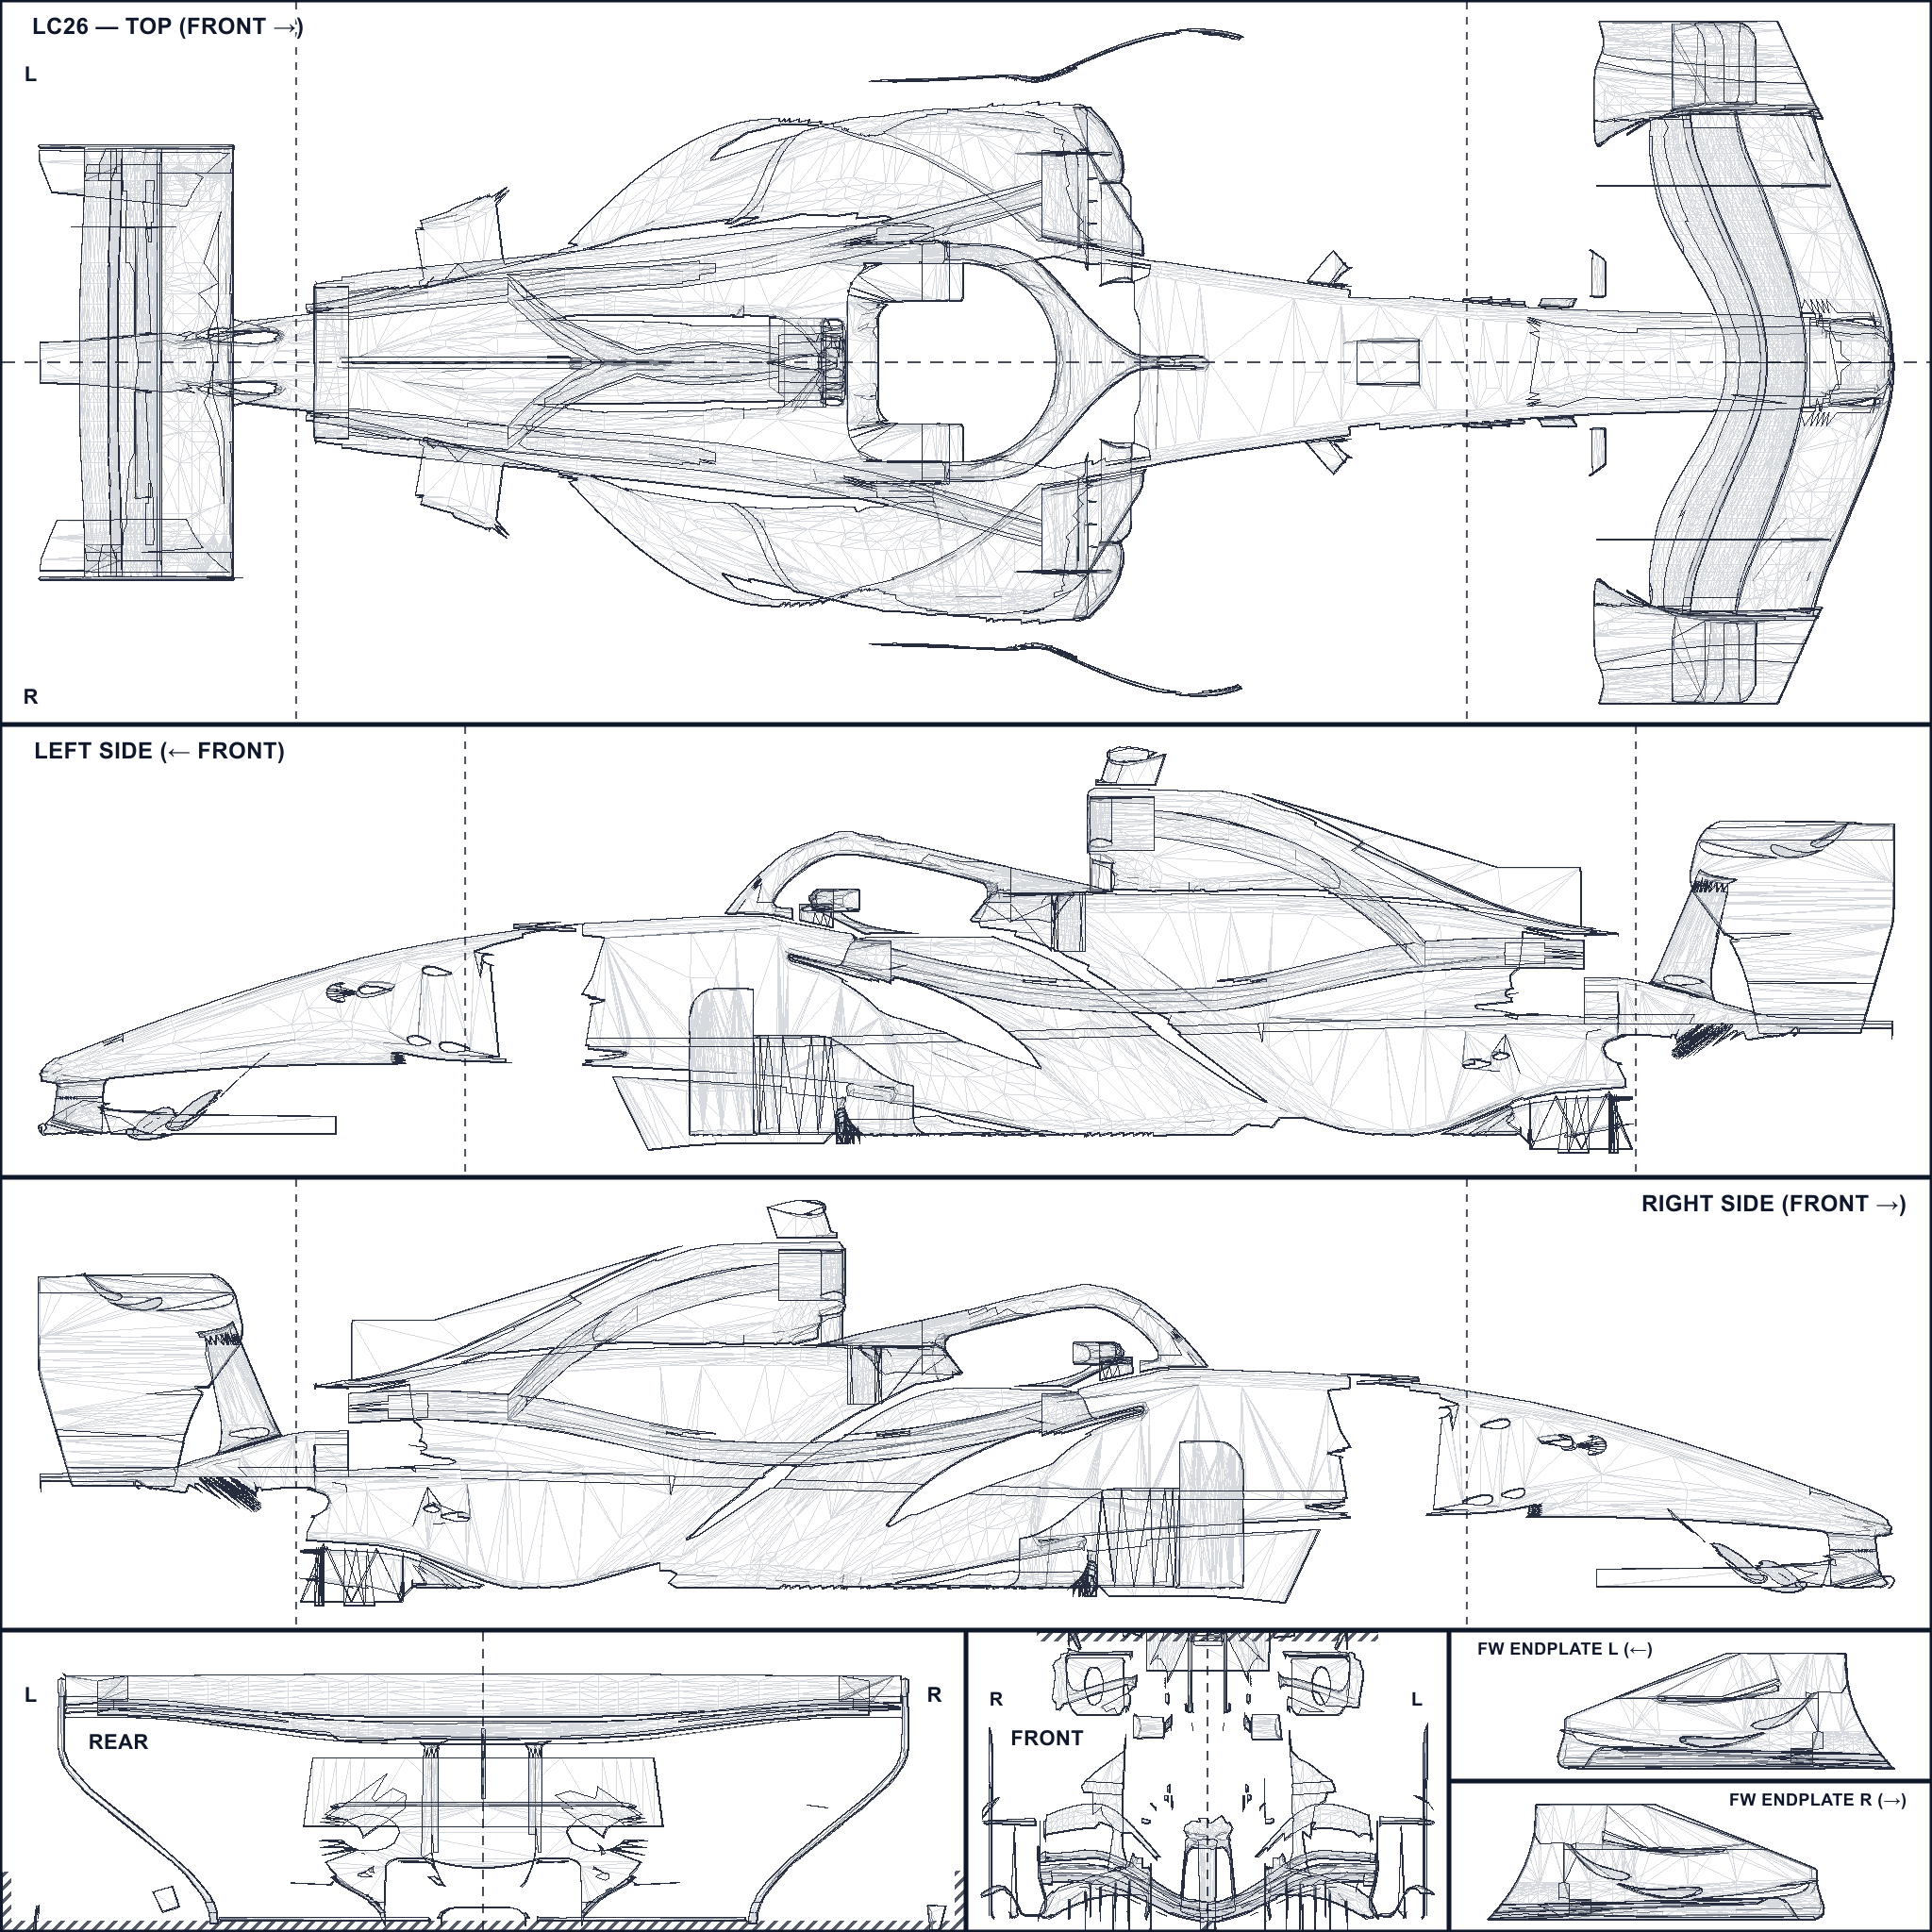 LC26 — TOP (FRONT →)
L
R
LEFT SIDE (← FRONT)
RIGHT SIDE (FRONT →)
L
R
REAR
R
L
FRONT
FW ENDPLATE L (←)
FW ENDPLATE R (→)